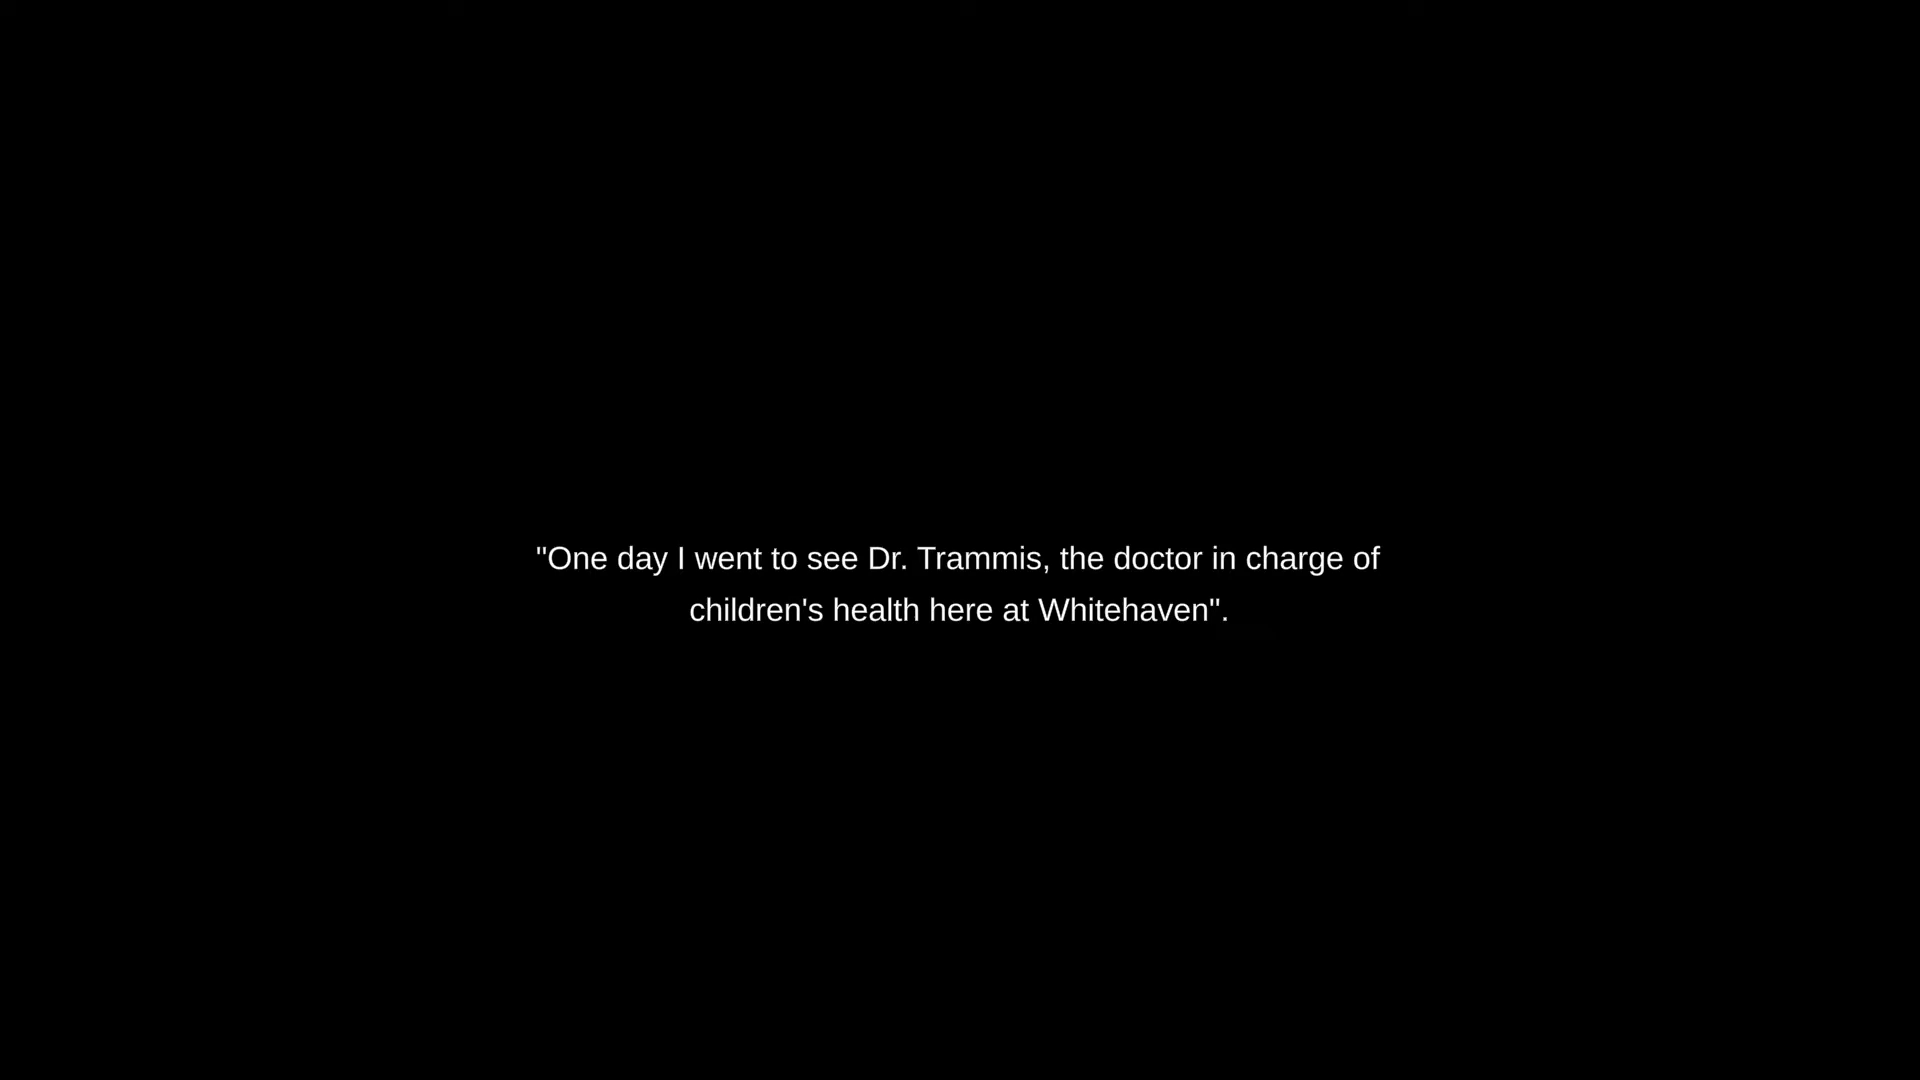 "One day I went to see Dr. Trammis, the doctor in charge of
children's health here at Whitehaven".